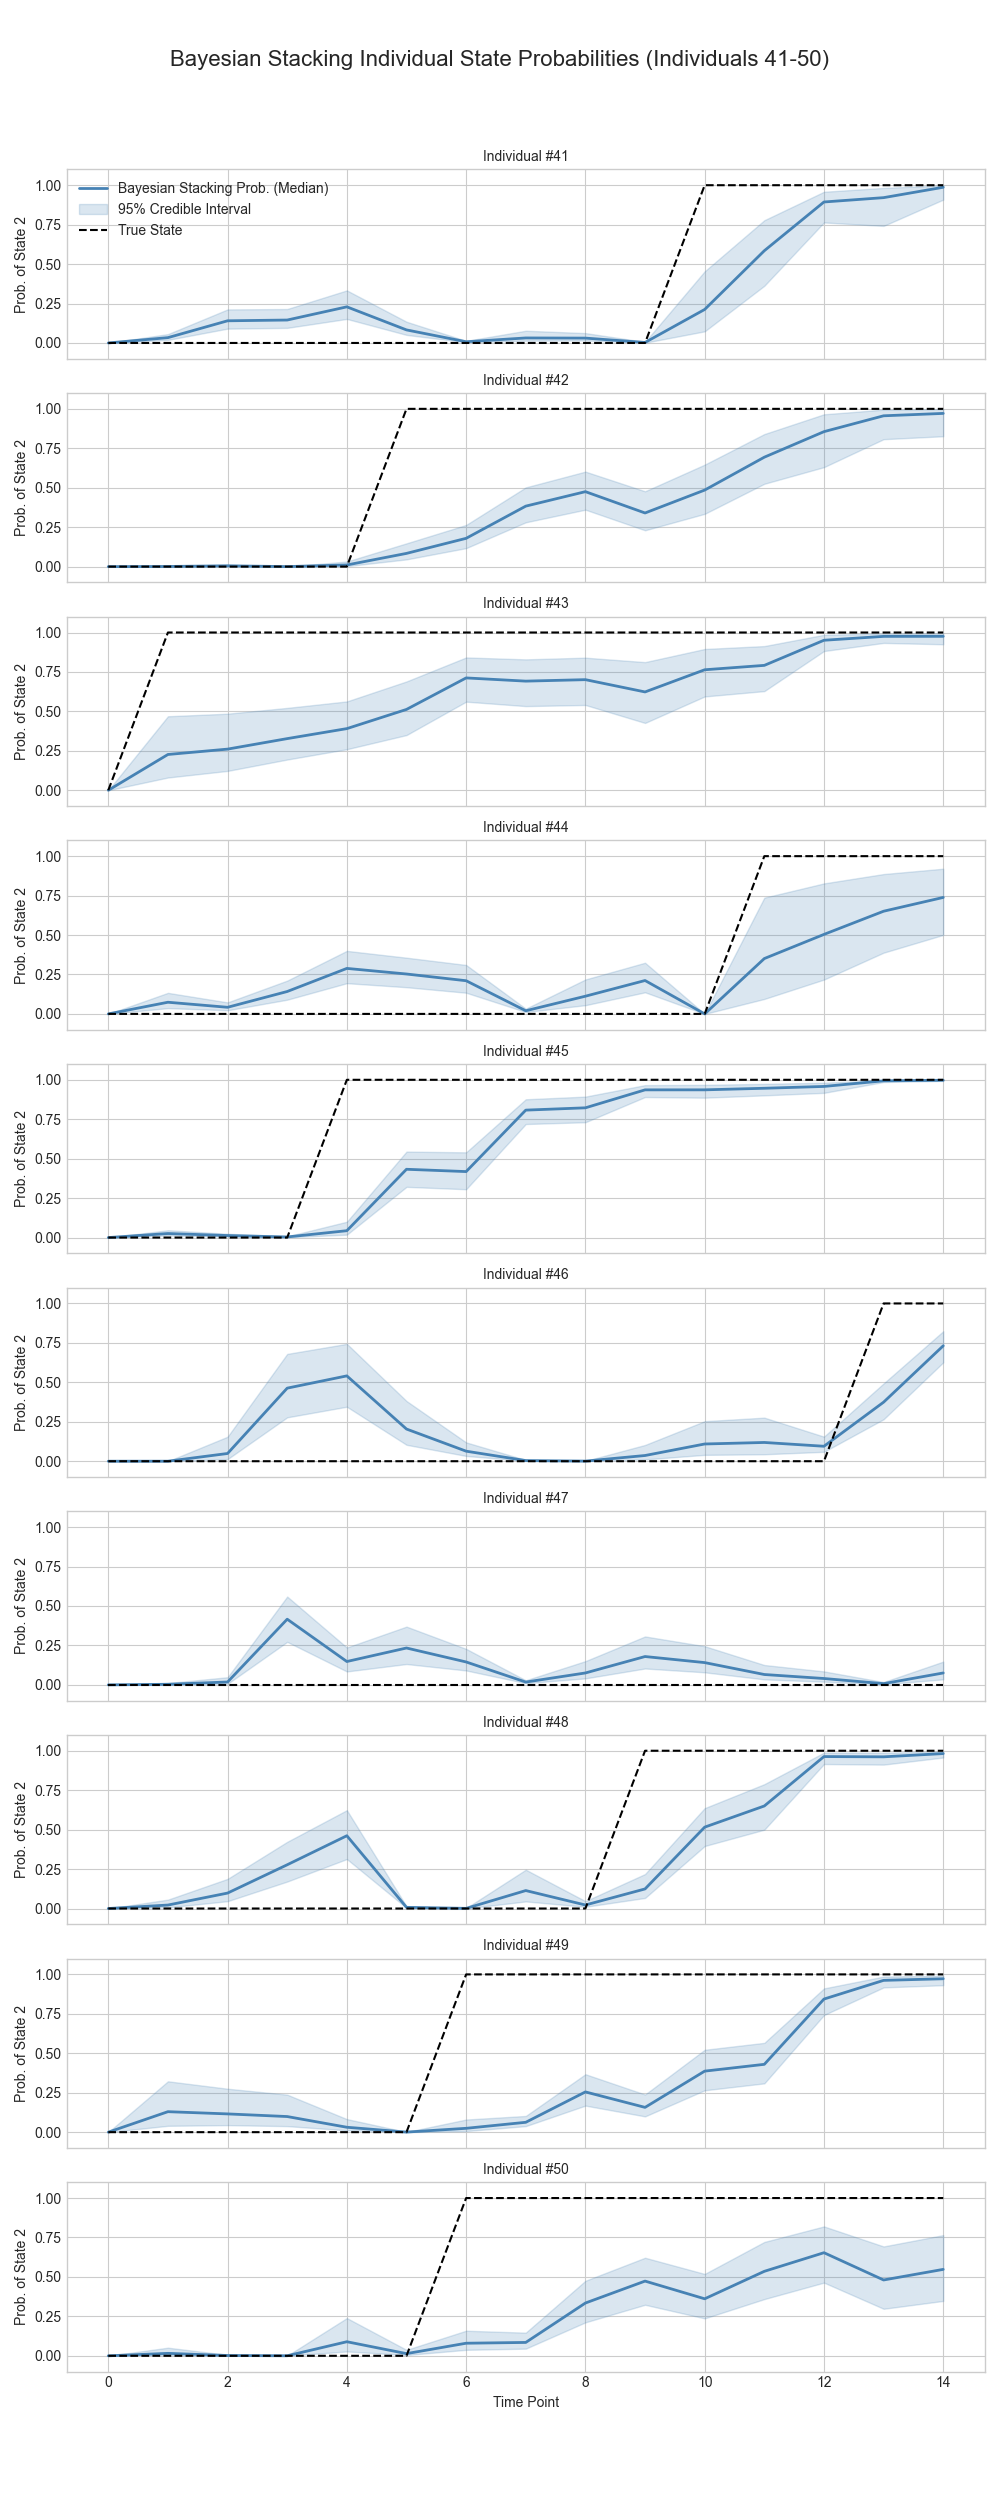 Bayesian Stacking Individual State Probabilities (Individuals 41-50)
Individual #41
Bayesian Stacking Prob. (Median)
95% Credible Interval
True State
Prob. of State 2
1.00
0.75
0.50
0.25
0.00
Individual #42
Prob. of State 2
1.00
0.75
0.50
0.25
0.00
Individual #43
Prob. of State 2
1.00
0.75
0.50
0.25
0.00
Individual #44
Prob. of State 2
1.00
0.75
0.50
0.25
0.00
Individual #45
Prob. of State 2
1.00
0.75
0.50
0.25
0.00
Individual #46
Prob. of State 2
1.00
0.75
0.50
0.25
0.00
Individual #47
Prob. of State 2
1.00
0.75
0.50
0.25
0.00
Individual #48
Prob. of State 2
1.00
0.75
0.50
0.25
0.00
Individual #49
Prob. of State 2
1.00
0.75
0.50
0.25
0.00
Individual #50
Prob. of State 2
1.00
0.75
0.50
0.25
0.00
0 2 4 6 8 10 12 14
Time Point